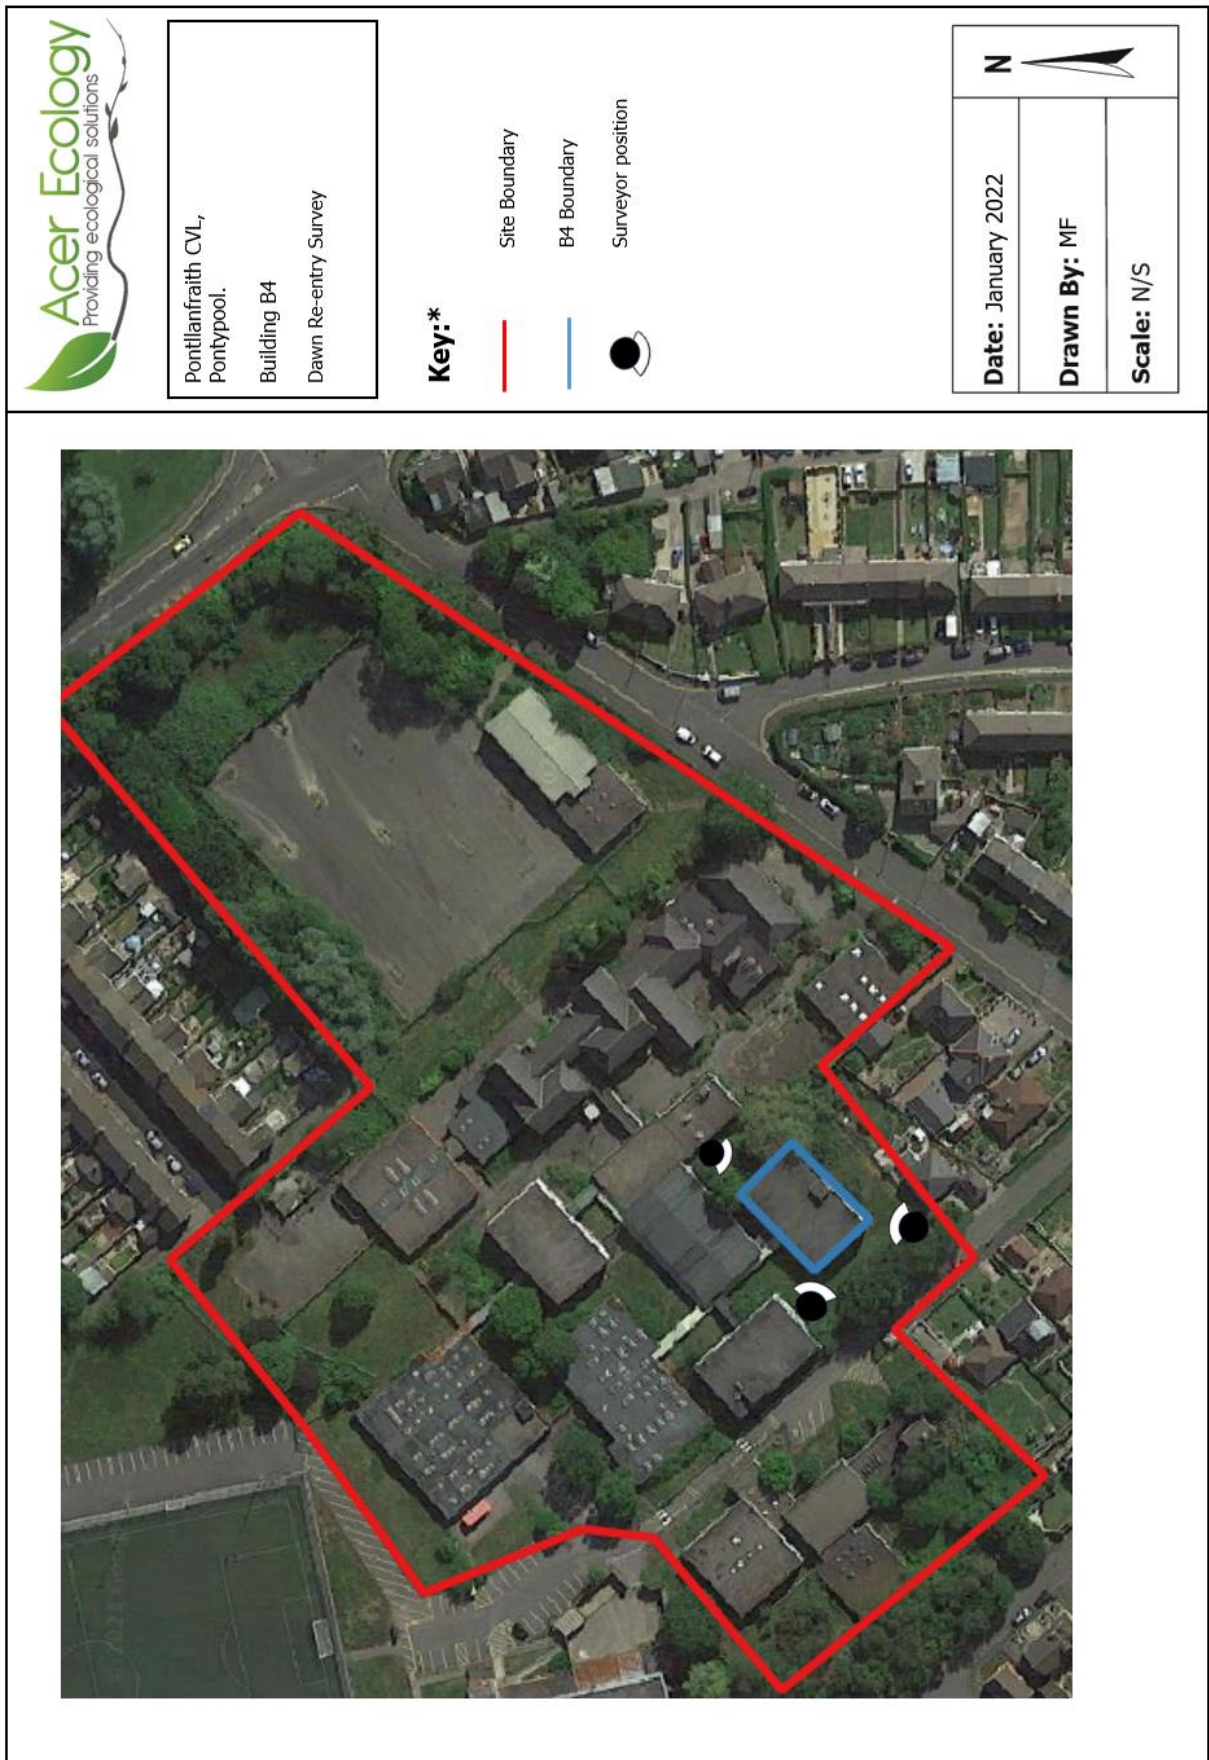 Acer Ecology
Providing ecological solutions
Pontllanfraith CVL,
Pontypool.
Building B4
Dawn Re-entry Survey
Key:*
Site Boundary
B4 Boundary
Surveyor position
N
Date: January 2022
Drawn By: MF
Scale: N/S